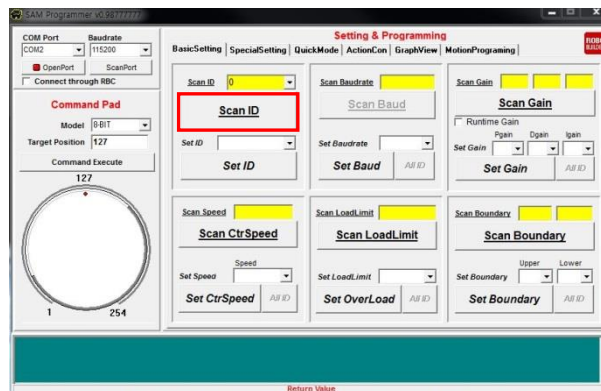 SAM Programmer v0.98777777
COM Port
Baudrate
COM2
115200
OpenPort
ScanPort
Connect through RBC
Command Pad
Model
8-BIT
Target Position
127
Command Execute
127
1
254
Setting & Programming
BasicSetting
SpecialSetting
QuickMode
ActionCon
GraphView
MotionPrograming
Scan ID
0
Scan ID
Set ID
Set ID
Scan Baudrate
Scan Baud
Set Baudrate
Set Baud
All ID
Scan Gain
Scan Gain
Runtime Gain
Pgain
Dgain
Igain
Set Gain
Set Gain
All ID
Scan Speed
Scan CtrSpeed
Speed
Set Speed
Set CtrSpeed
All ID
Scan LoadLimit
Scan LoadLimit
Set LoadLimit
Set OverLoad
All ID
Scan Boundary
Scan Boundary
Upper
Lower
Set Boundary
Set Boundary
All ID
Return Value